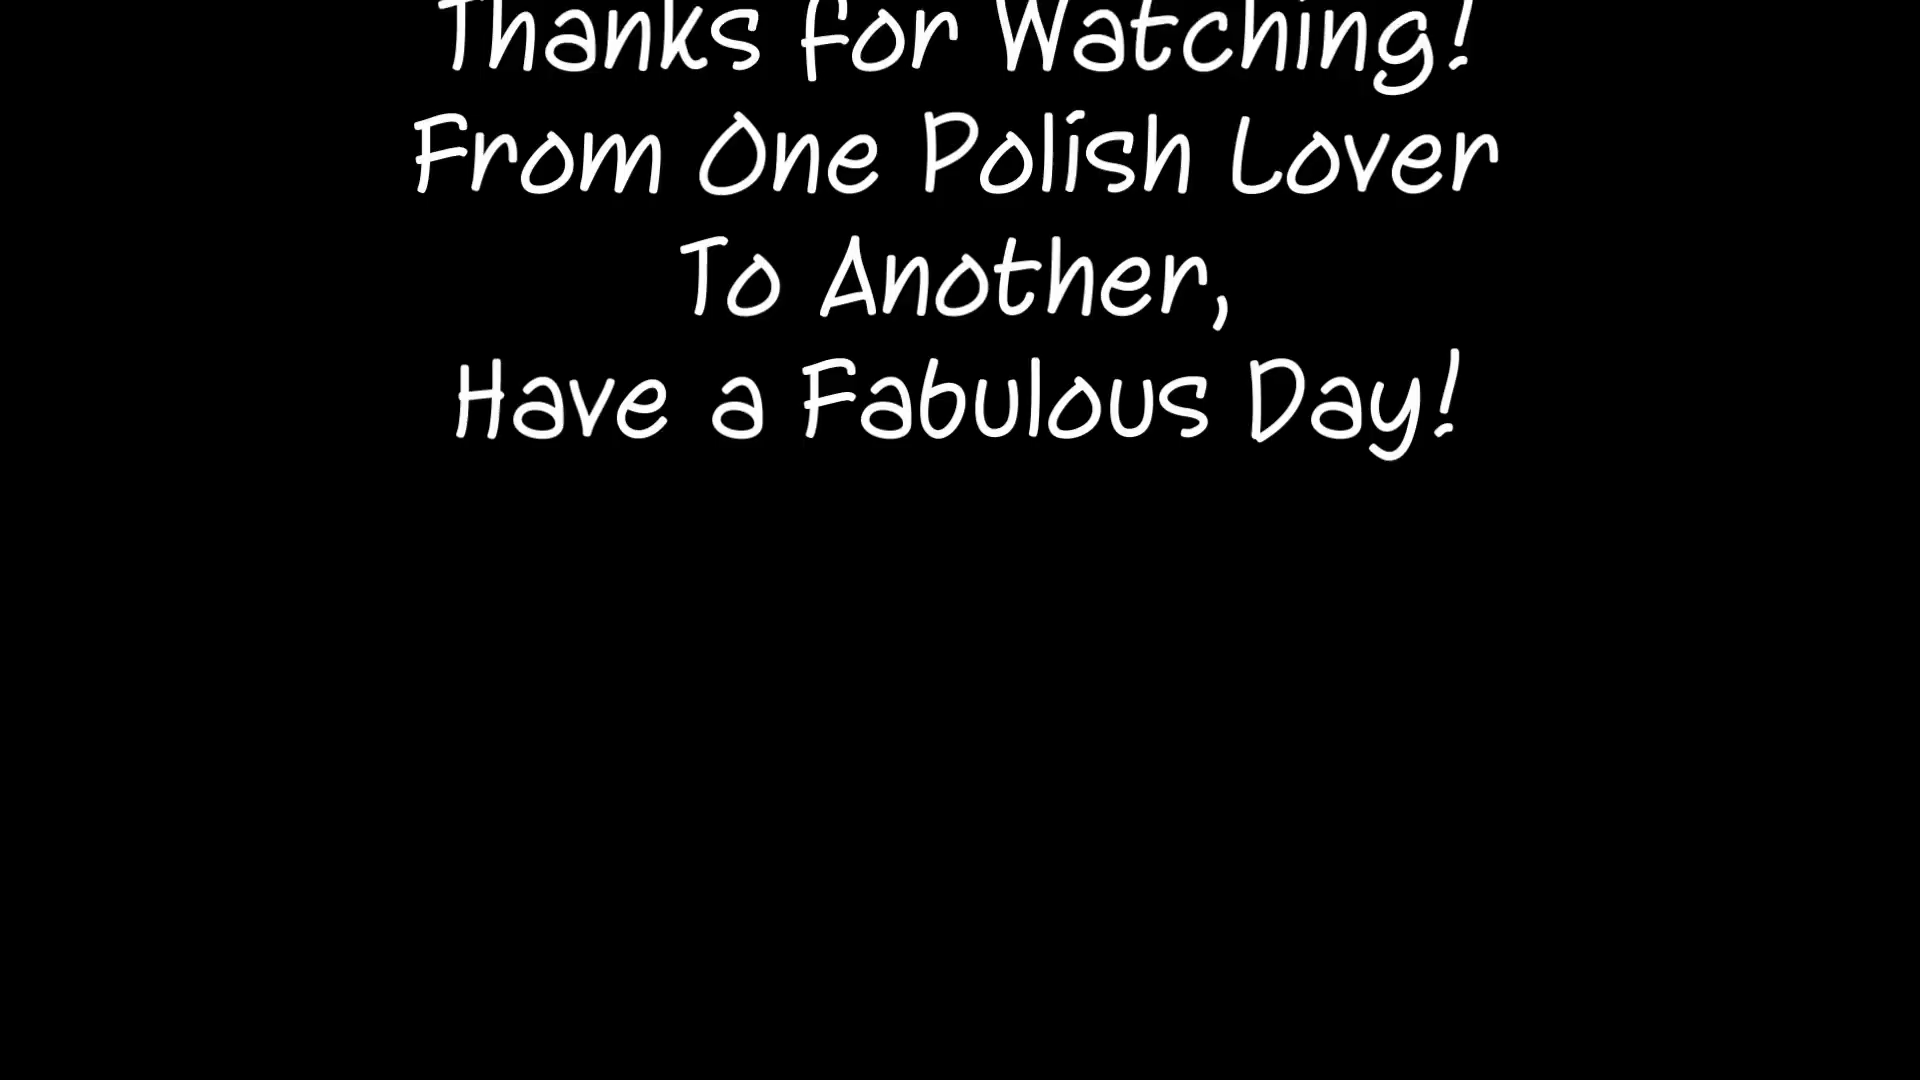 Thanks for Watching!
From One Polish Lover
To Another,
Have a Fabulous Day!